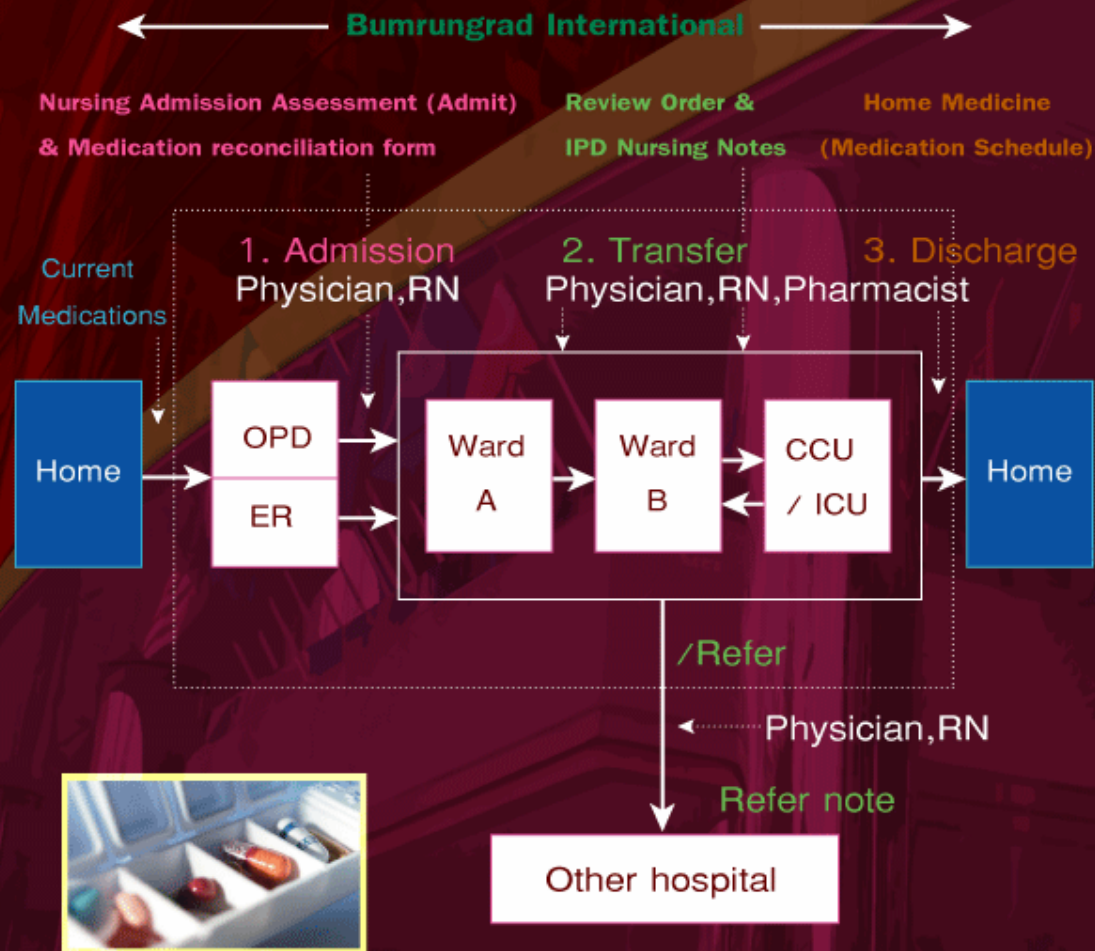 Bumrungrad International
Nursing Admission Assessment (Admit)
& Medication reconciliation form
Review Order &
IPD Nursing Notes
Home Medicine
(Medication Schedule)
Current
Medications
1. Admission
Physician,RN
2. Transfer
3. Discharge
Physician,RN,Pharmacist
Home
OPD
ER
Ward
A
Ward
B
CCU
/ ICU
Home
/Refer
Physician,RN
Refer note
Other hospital